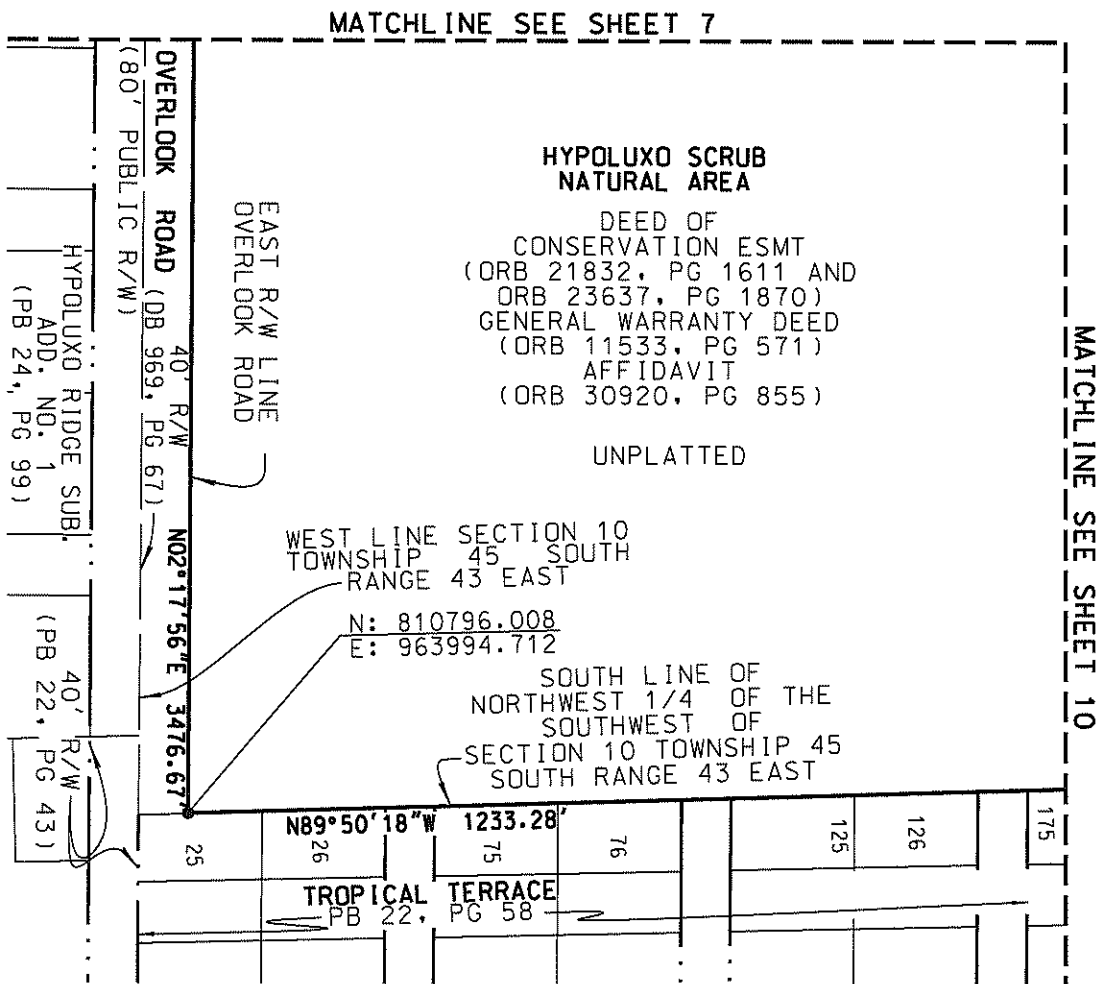 MATCHLINE SEE SHEET 7
OVERLOOK ROAD (DB 969, PG 67)
40' R/W
(80' PUBLIC R/W)
HYPOLUXO RIDGE SUB.
ADD. NO. 1
(PB 24, PG 99)
EAST R/W LINE
OVERLOOK ROAD
HYPOLUXO SCRUB
NATURAL AREA
DEED OF
CONSERVATION ESMT
(ORB 21832, PG 1611 AND
ORB 23637, PG 1870)
GENERAL WARRANTY DEED
(ORB 11533, PG 571)
AFFIDAVIT
(ORB 30920, PG 855)
UNPLATTED
MATCHLINE SEE SHEET 10
WEST LINE SECTION 10
TOWNSHIP 45 SOUTH
RANGE 43 EAST
N: 810796.008
E: 963994.712
N02°17'56"E 3476.67'
SOUTH LINE OF
NORTHWEST 1/4 OF THE
SOUTHWEST OF
SECTION 10 TOWNSHIP 45
SOUTH RANGE 43 EAST
40' R/W
(PB 22, PG 43)
N89°50'18"W 1233.28'
25
26
75
76
125
126
175
TROPICAL TERRACE
PB 22, PG 58